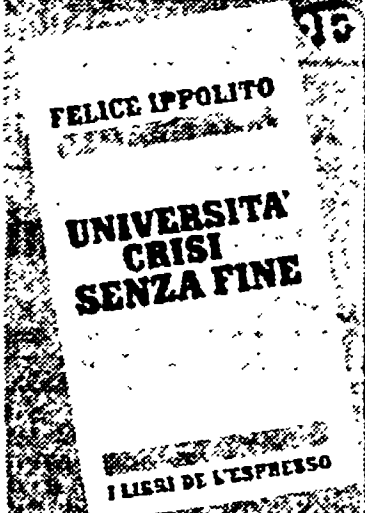 FELICE IPPOLITO
UNIVERSITA'
CRISI
SENZA FINE
I LIBRI DE L'ESPRESSO